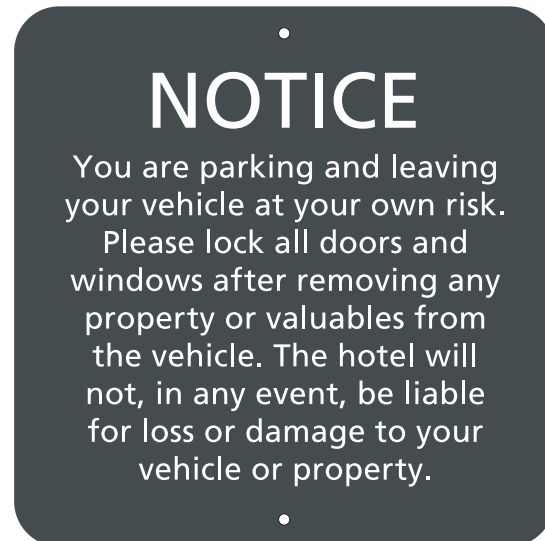 NOTICE
You are parking and leaving
your vehicle at your own risk.
Please lock all doors and
windows after removing any
property or valuables from
the vehicle. The hotel will
not, in any event, be liable
for loss or damage to your
vehicle or property.